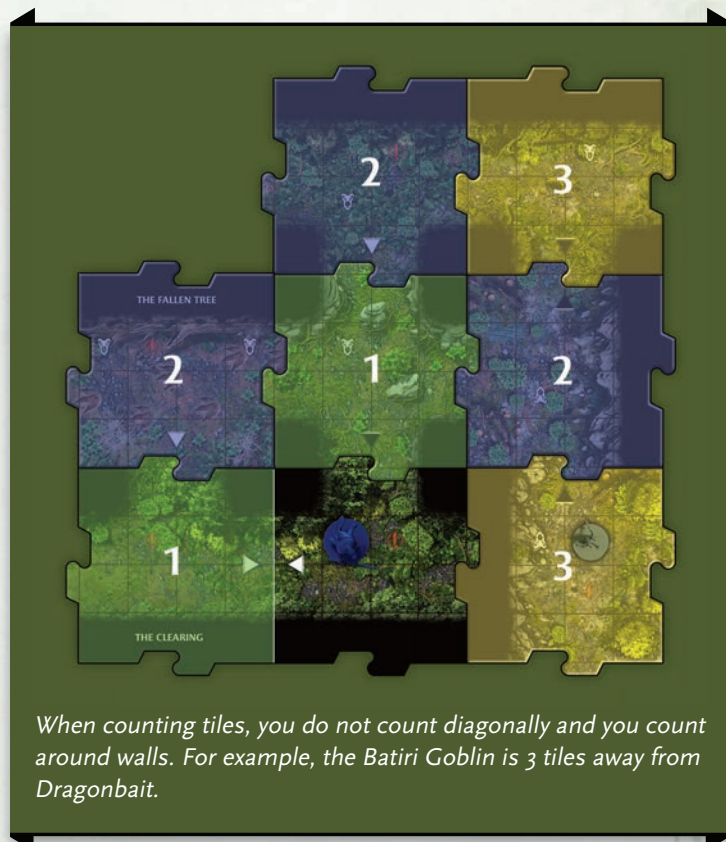 2 3
THE FALLEN TREE
2 1 2
1 3
THE CLEARING
When counting tiles, you do not count diagonally and you count
around walls. For example, the Batiri Goblin is 3 tiles away from
Dragonbait.